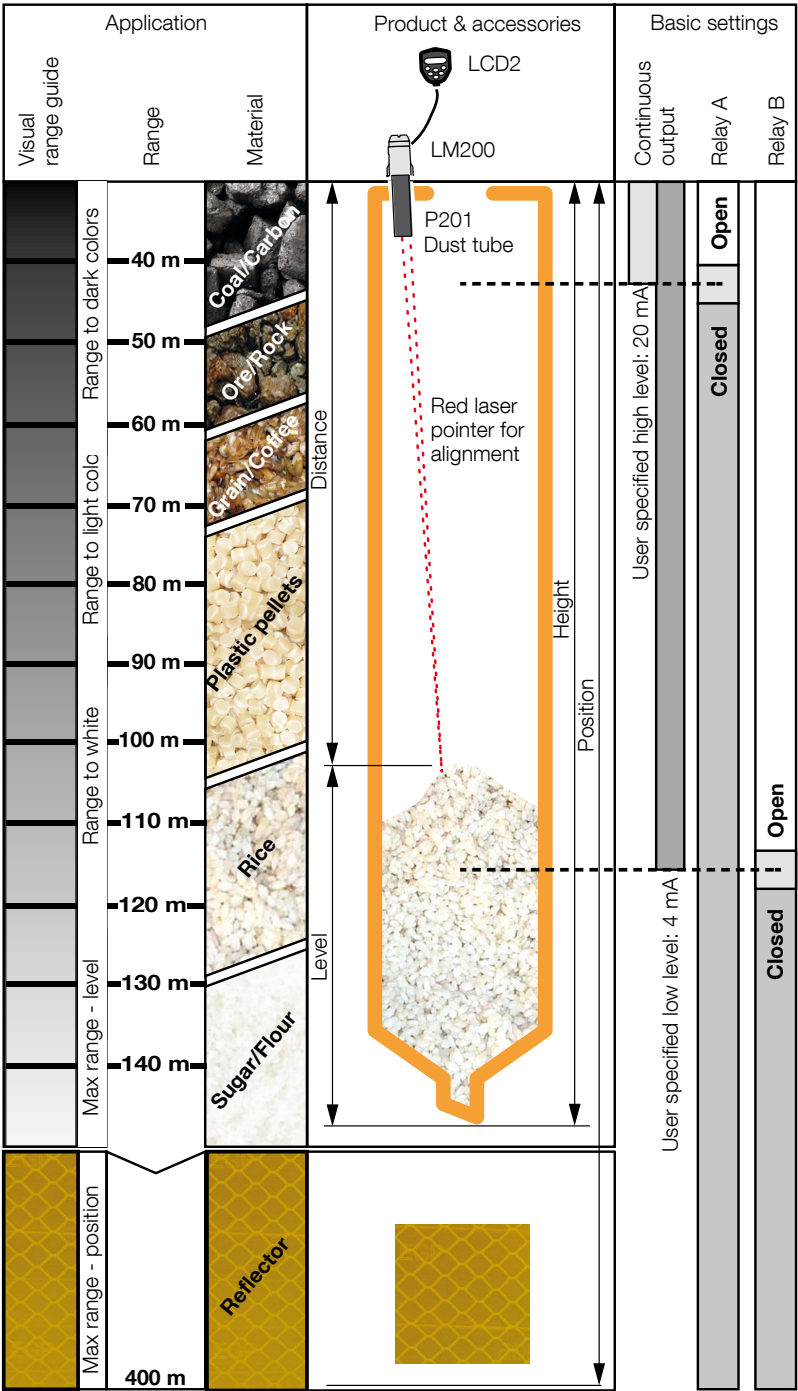 Application
Product & accessories
Basic settings
Visual
range guide
Range
Material
LCD2
LM200
P201
Dust tube
Continuous
output
Relay A
Relay B
Range to dark colors
Range to light colc
Range to white
Max range - level
Max range - position
40 m
50 m
60 m
70 m
80 m
90 m
100 m
110 m
120 m
130 m
140 m
400 m
Coal/Carbon
Ore/Rock
Grain/Coffee
Plastic pellets
Rice
Sugar/Flour
Reflector
Distance
Level
Red laser
pointer for
alignment
Height
Position
User specified high level: 20 mA
User specified low level: 4 mA
Open
Closed
Open
Closed